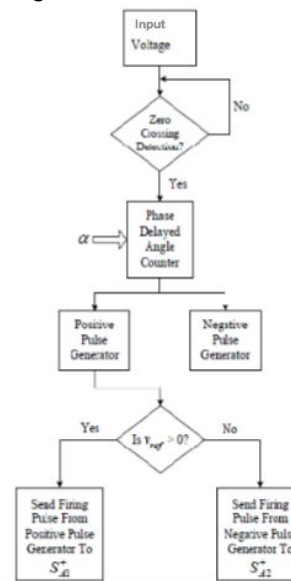 Input
Voltage
No
Zero
Crossing
Detection?
Yes
Phase
Delayed
Angle
Counter
α
Positive
Pulse
Generator
Negative
Pulse
Generator
Is v_ref > 0?
Yes
No
Send Firing
Pulse From
Positive Pulse
Generator To
S⁺_A1
Send Firing
Pulse From
Negative Pulse
Generator To
S⁺_A2